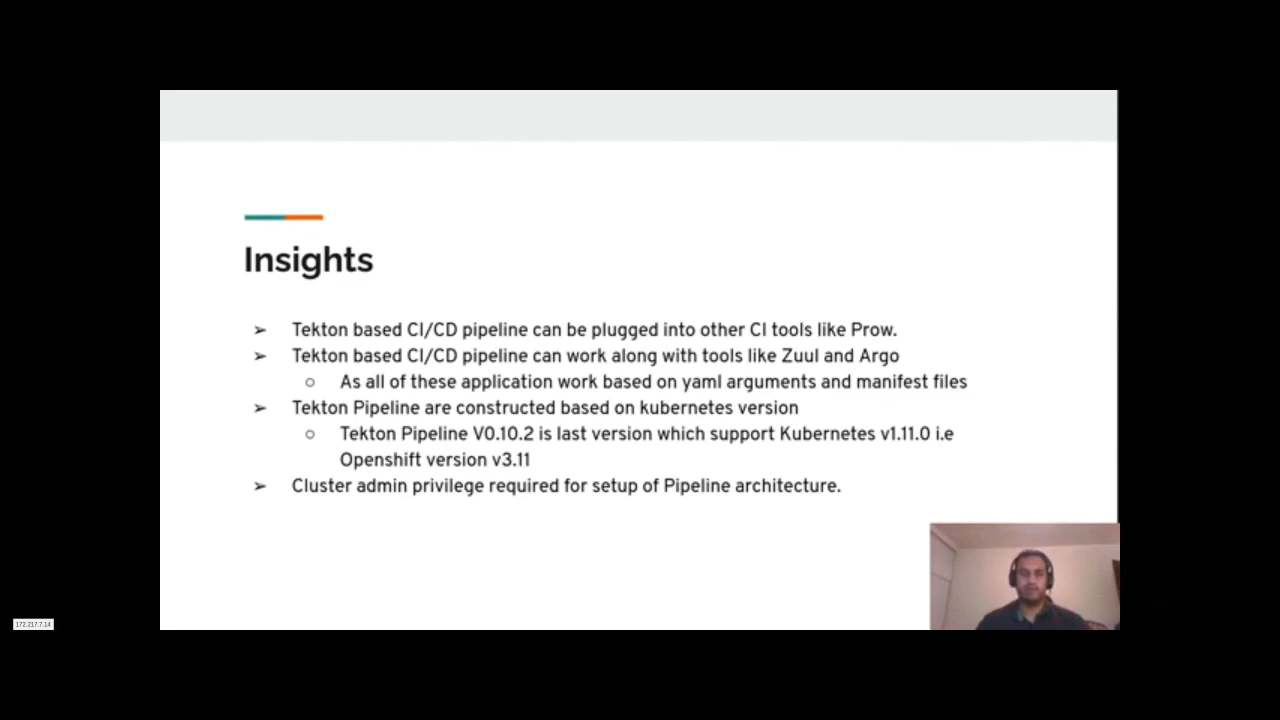 Insights
➢ Tekton based CI/CD pipeline can be plugged into other CI tools like Prow.
➢ Tekton based CI/CD pipeline can work along with tools like Zuul and Argo
○ As all of these application work based on yaml arguments and manifest files
➢ Tekton Pipeline are constructed based on kubernetes version
○ Tekton Pipeline V0.10.2 is last version which support Kubernetes v1.11.0 i.e
Openshift version v3.11
➢ Cluster admin privilege required for setup of Pipeline architecture.
172.217.7.14